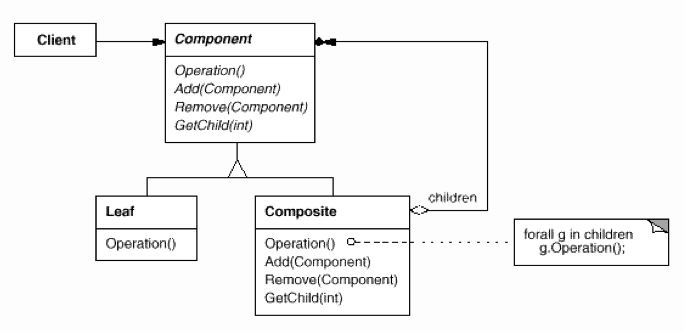 Client
Component
Operation()
Add(Component)
Remove(Component)
GetChild(int)
children
Leaf
Operation()
Composite
Operation()
Add(Component)
Remove(Component)
GetChild(int)
forall g in children
g.Operation();